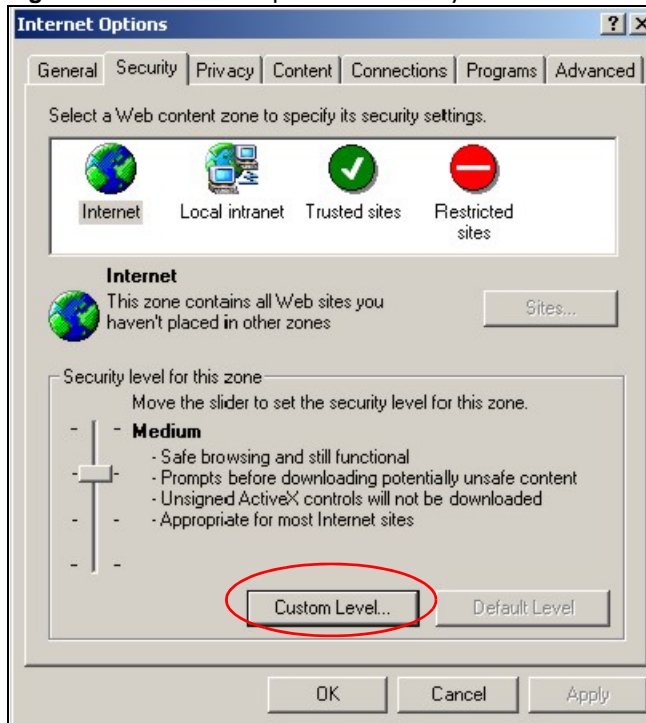 Internet Options
General Security Privacy Content Connections Programs Advanced
Select a Web content zone to specify its security settings.
Internet Local intranet Trusted sites Restricted sites
Internet
This zone contains all Web sites you
haven't placed in other zones
Sites...
Security level for this zone
Move the slider to set the security level for this zone.
Medium
- Safe browsing and still functional
- Prompts before downloading potentially unsafe content
- Unsigned ActiveX controls will not be downloaded
- Appropriate for most Internet sites
Custom Level... Default Level
OK Cancel Apply